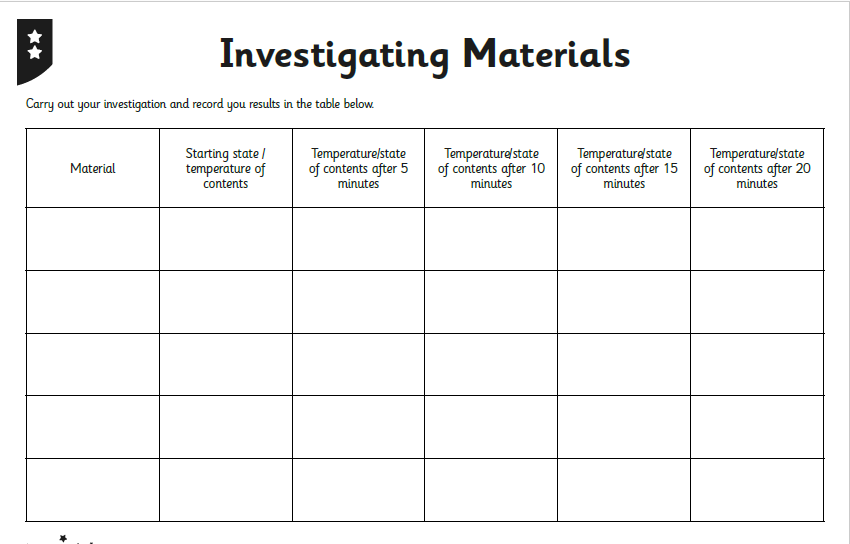 Investigating Materials
Carry out your investigation and record you results in the table below.
Material
Starting state /
temperature of
contents
Temperature/state
of contents after 5
minutes
Temperature/state
of contents after 10
minutes
Temperature/state
of contents after 15
minutes
Temperature/state
of contents after 20
minutes